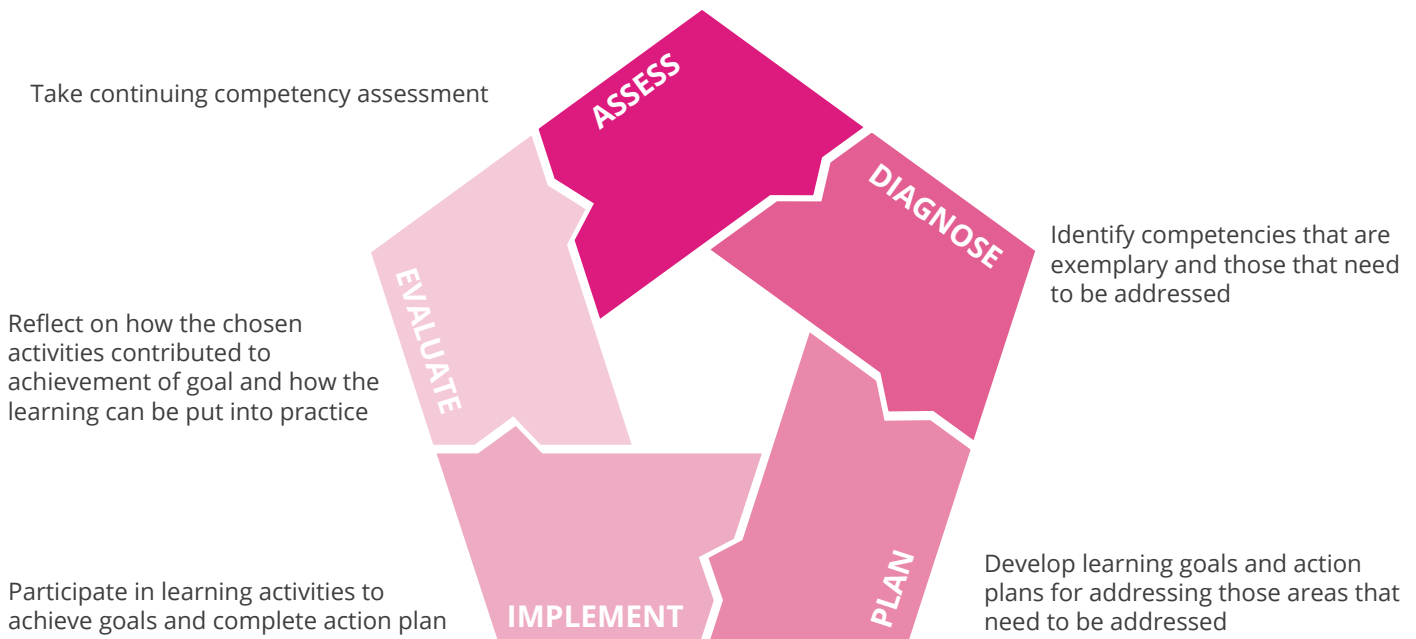 ASSESS
Take continuing competency assessment
DIAGNOSE
Identify competencies that are
exemplary and those that need
to be addressed
PLAN
Develop learning goals and action
plans for addressing those areas that
need to be addressed
IMPLEMENT
Participate in learning activities to
achieve goals and complete action plan
EVALUATE
Reflect on how the chosen
activities contributed to
achievement of goal and how the
learning can be put into practice